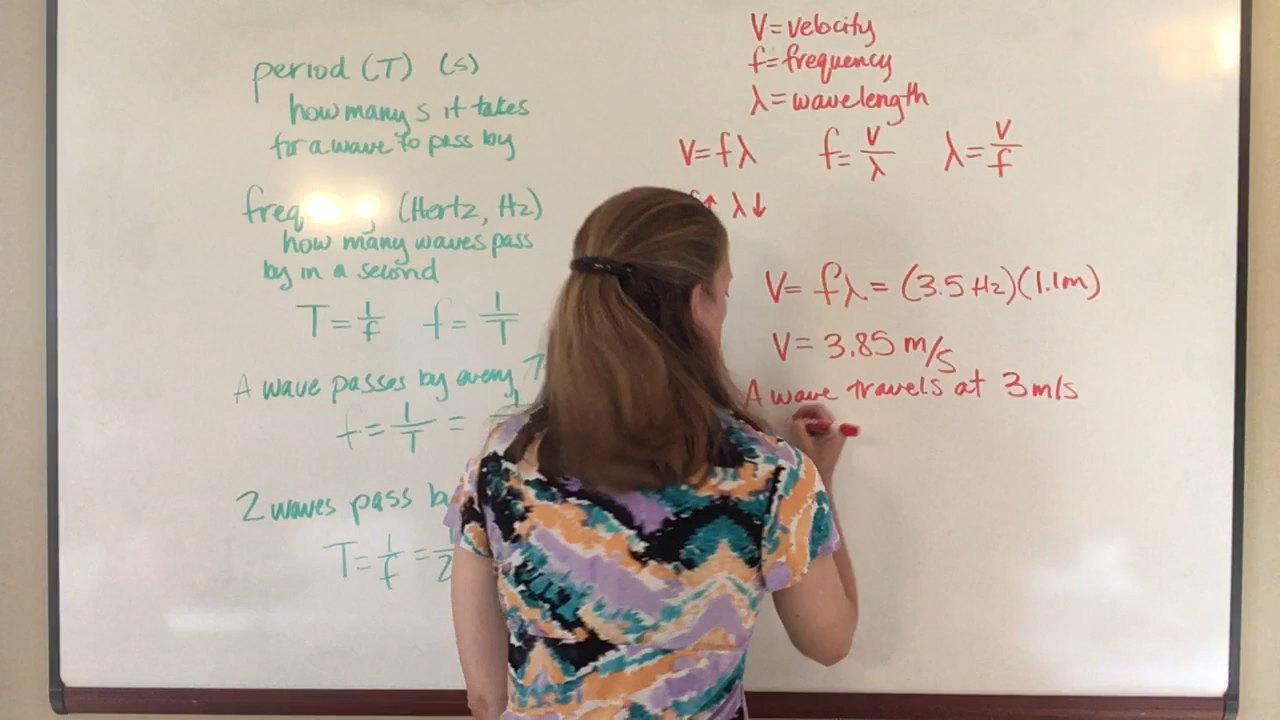 period (T) (s)
how many s it takes
for a wave to pass by
(Hertz, Hz)
how many waves pass
by in a second
T = 1/f f = 1/T
A wave passes by every
f = 1/T =
2 waves pass
T = 1/f =
V = velocity
f = frequency
λ = wavelength
V = fλ f = V/λ λ = V/f
↑ λ↓
V = fλ = (3.5 Hz)(1.1m)
V = 3.85 m/s
A wave travels at 3m/s